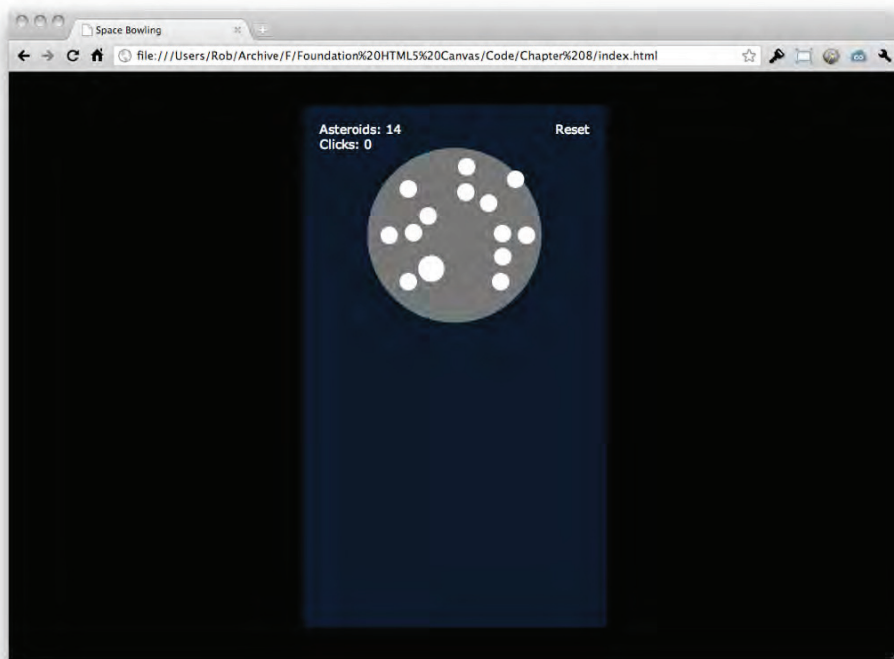 Space Bowling
file:///Users/Rob/Archive/F/Foundation%20HTML5%20Canvas/Code/Chapter%208/index.html
Asteroids: 14
Reset
Clicks: 0